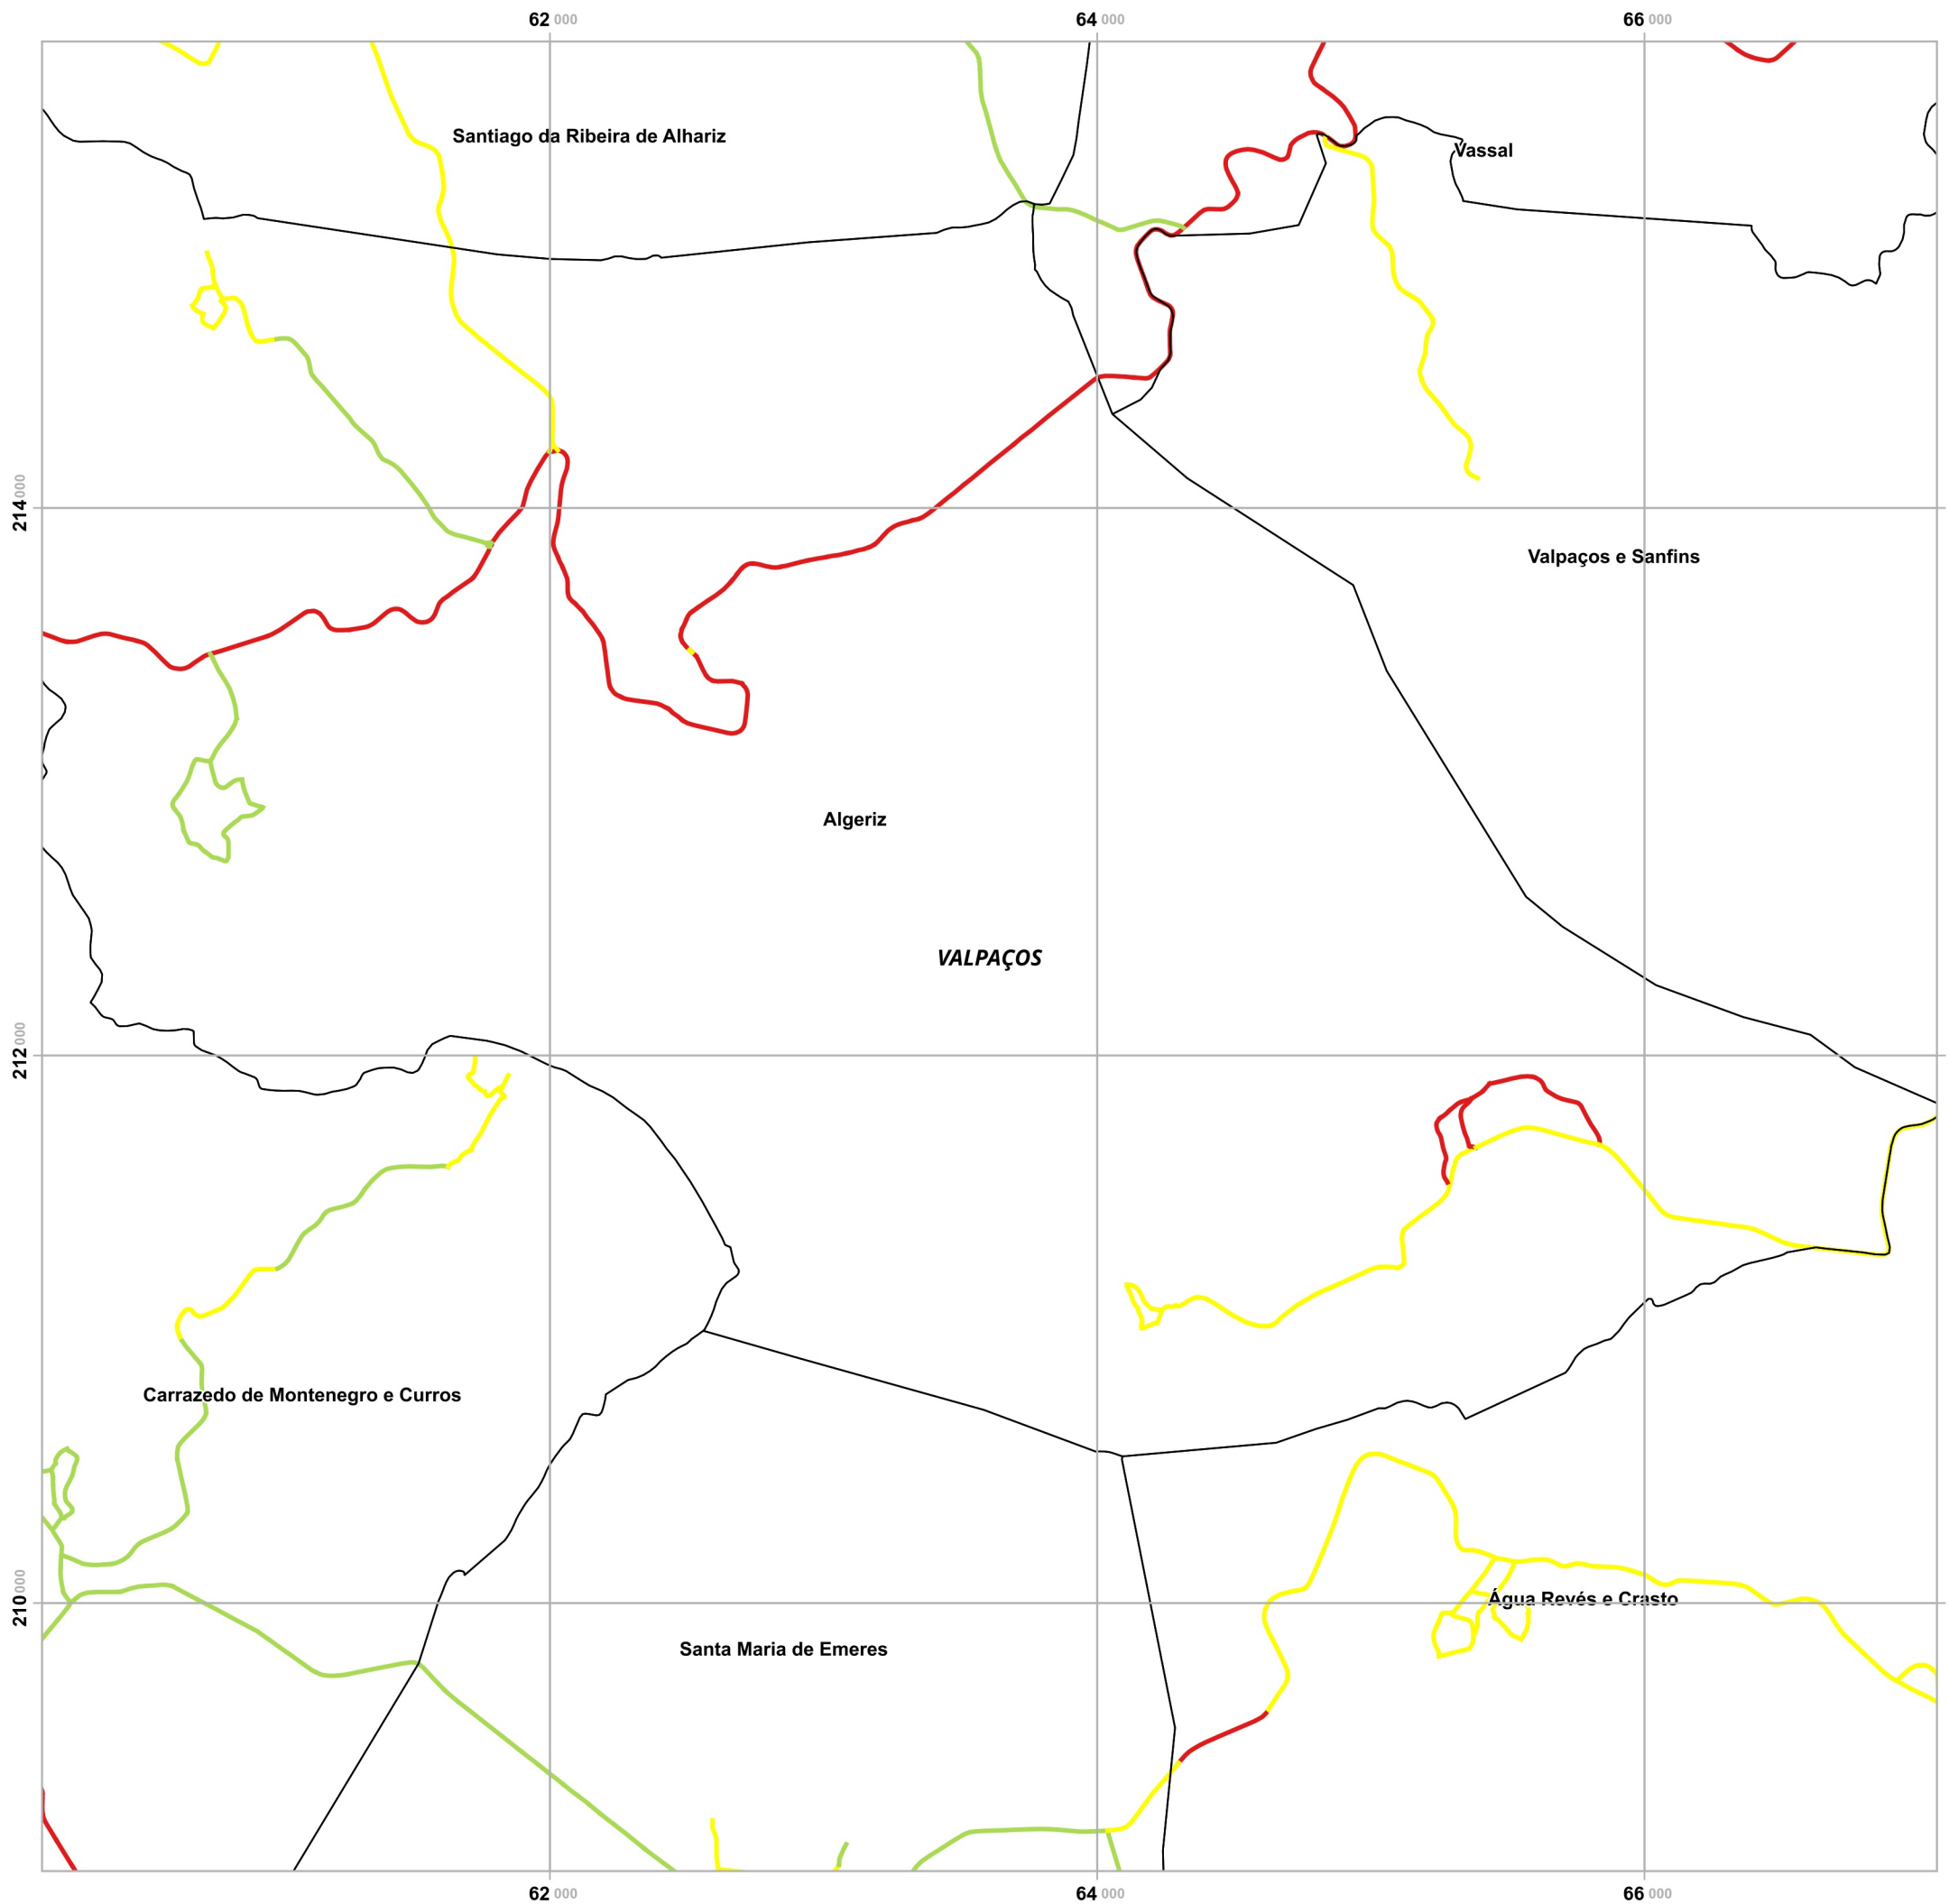 62 000 64 000 66 000
Santiago da Ribeira de Alhariz
Vassal
214 000
Valpaços e Sanfins
Algeriz
VALPAÇOS
212 000
Carrazedo de Montenegro e Curros
210 000
Água Revés e Crasto
Santa Maria de Emeres
62 000 64 000 66 000